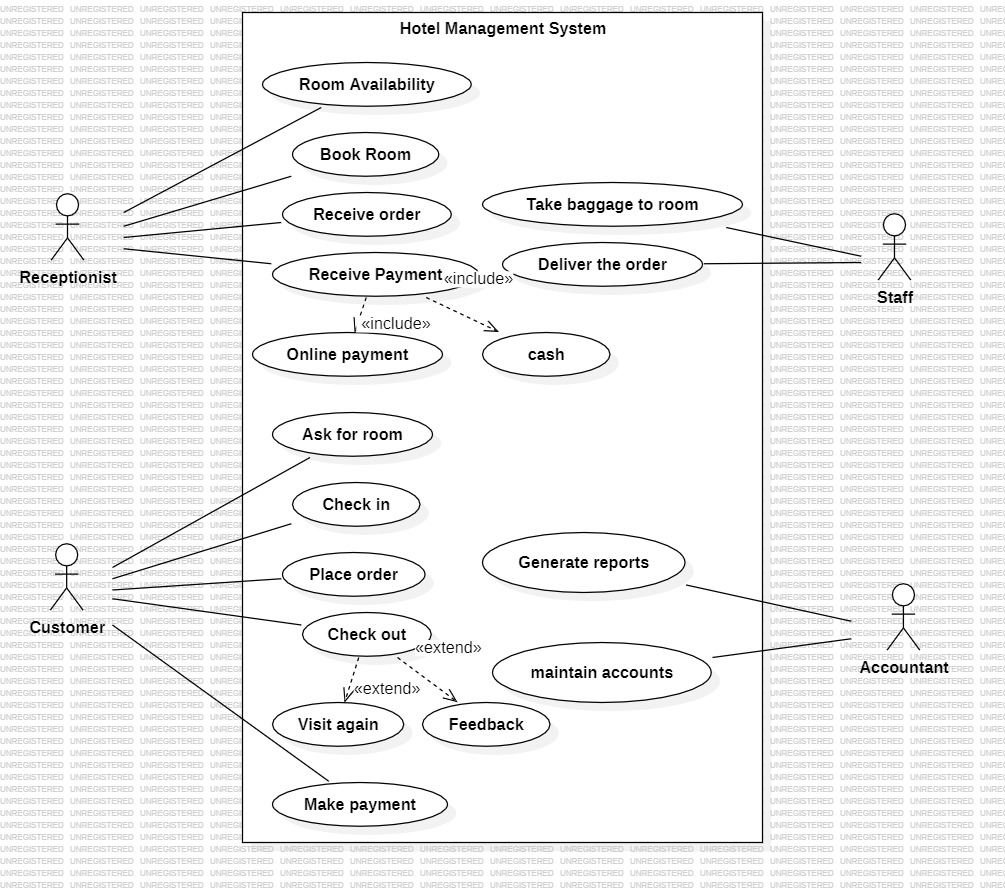 Hotel Management System
Room Availability
Book Room
Receive order
Receive Payment
«include»
«include»
Online payment
cash
Take baggage to room
Deliver the order
Receptionist
Staff
Ask for room
Check in
Place order
Check out
«extend»
«extend»
Visit again
Feedback
Make payment
Generate reports
maintain accounts
Customer
Accountant
UNREGISTERED